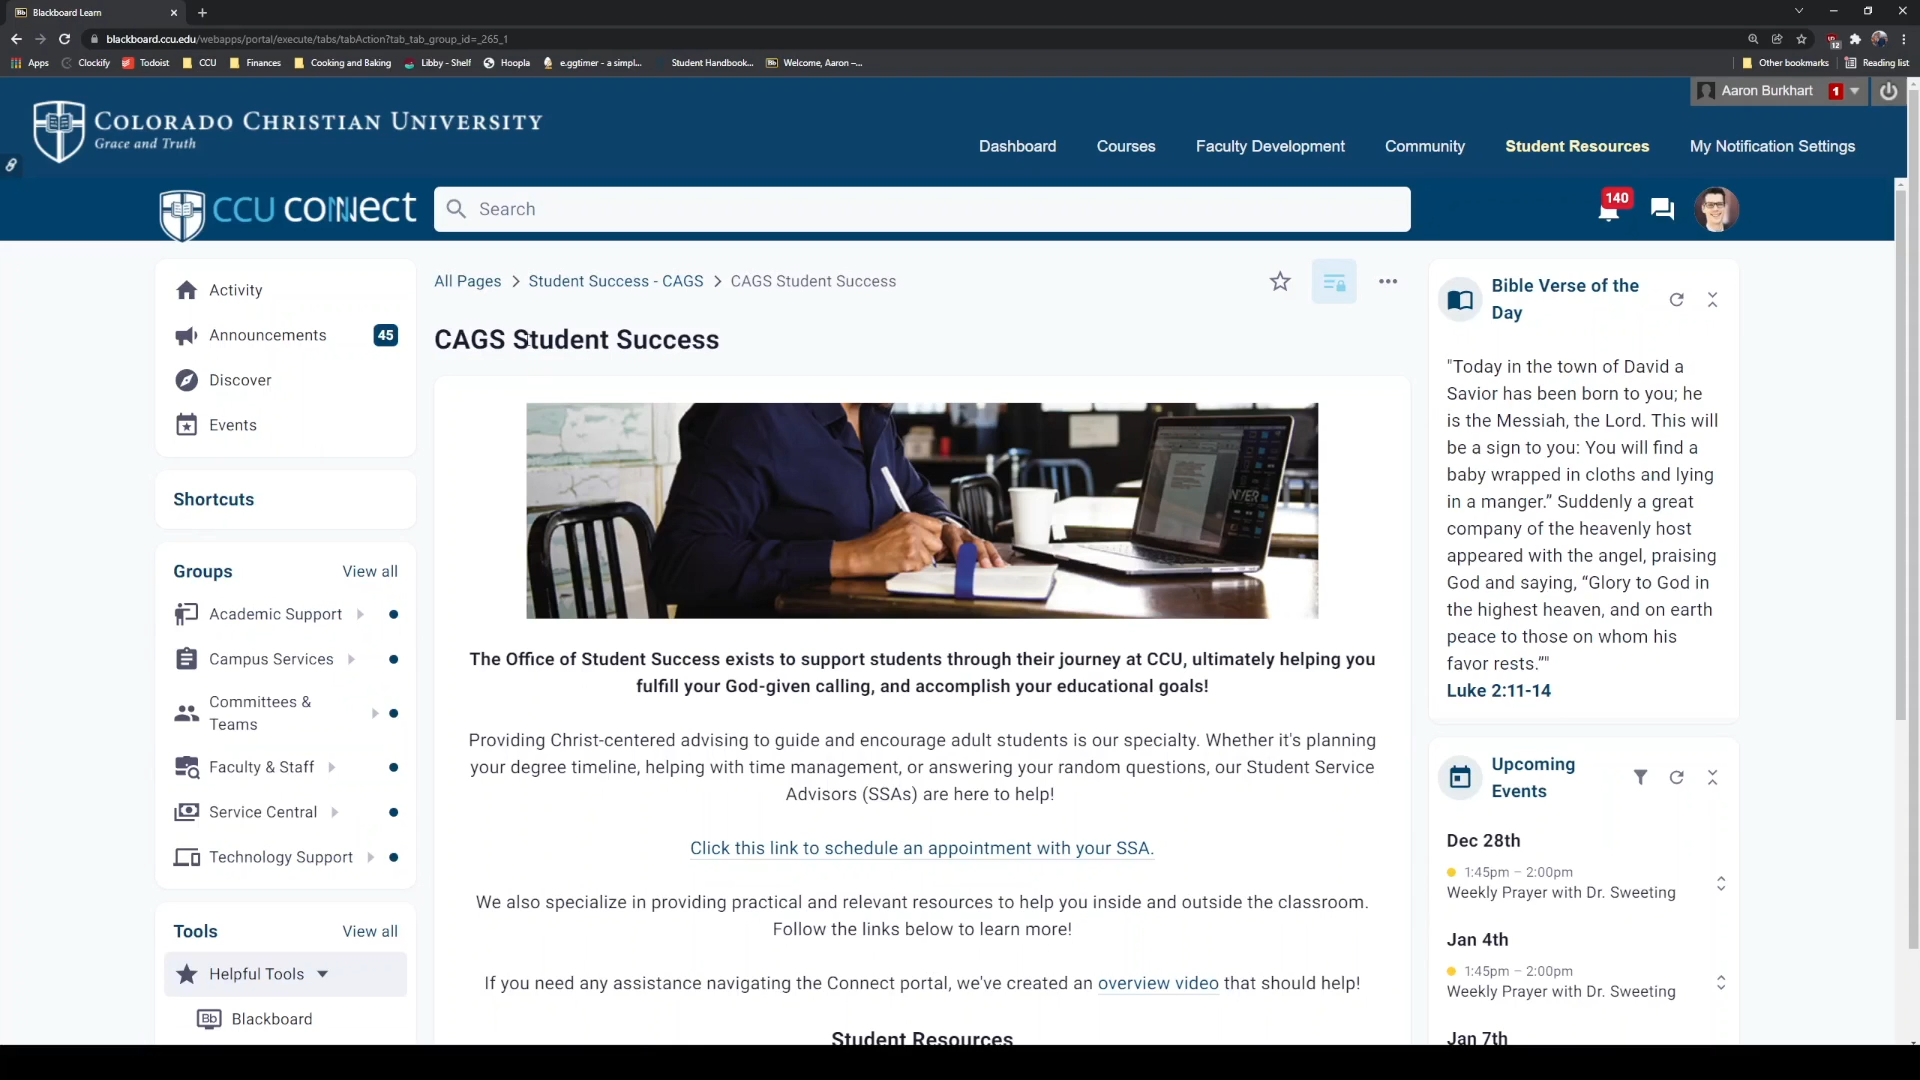 Blackboard Learn
blackboard.ccu.edu/webapps/portal/execute/tabs/tabAction?tab_tab_group_id=_265_1
Apps Clockify Todoist CCU Finances Cooking and Baking Libby - Shelf Hoopla e.ggtimer - a simpl... Student Handbook... Welcome, Aaron –... Other bookmarks Reading list
Aaron Burkhart 1
COLORADO CHRISTIAN UNIVERSITY
Grace and Truth
Dashboard Courses Faculty Development Community Student Resources My Notification Settings
CCU CONNECT
Search
140
Activity
Announcements 45
Discover
Events
Shortcuts
Groups View all
Academic Support
Campus Services
Committees &
Teams
Faculty & Staff
Service Central
Technology Support
Tools View all
Helpful Tools
Bb Blackboard
All Pages > Student Success - CAGS > CAGS Student Success
CAGS Student Success
The Office of Student Success exists to support students through their journey at CCU, ultimately helping you
fulfill your God-given calling, and accomplish your educational goals!
Providing Christ-centered advising to guide and encourage adult students is our specialty. Whether it's planning
your degree timeline, helping with time management, or answering your random questions, our Student Service
Advisors (SSAs) are here to help!
Click this link to schedule an appointment with your SSA.
We also specialize in providing practical and relevant resources to help you inside and outside the classroom.
Follow the links below to learn more!
If you need any assistance navigating the Connect portal, we've created an overview video that should help!
Student Resources
Bible Verse of the
Day
"Today in the town of David a
Savior has been born to you; he
is the Messiah, the Lord. This will
be a sign to you: You will find a
baby wrapped in cloths and lying
in a manger.” Suddenly a great
company of the heavenly host
appeared with the angel, praising
God and saying, “Glory to God in
the highest heaven, and on earth
peace to those on whom his
favor rests.”"
Luke 2:11-14
Upcoming
Events
Dec 28th
1:45pm – 2:00pm
Weekly Prayer with Dr. Sweeting
Jan 4th
1:45pm – 2:00pm
Weekly Prayer with Dr. Sweeting
Jan 7th